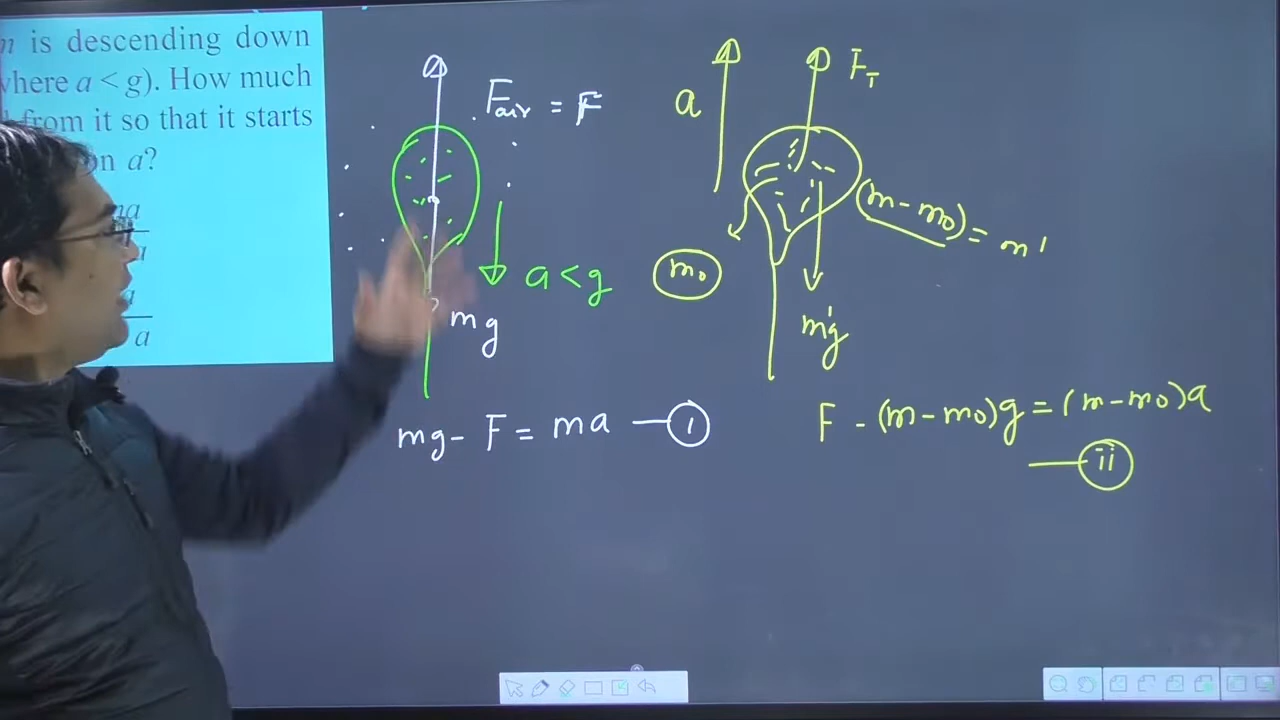 m is descending down
where a < g). How much
from it so that it starts
on a?
a
a
F_air = F
a < g
mg
mg - F = ma —①
a
F_T
(m - m₀) = m'
m₀
m'g
F - (m - m₀)g = (m - m₀)a
—ⅱ